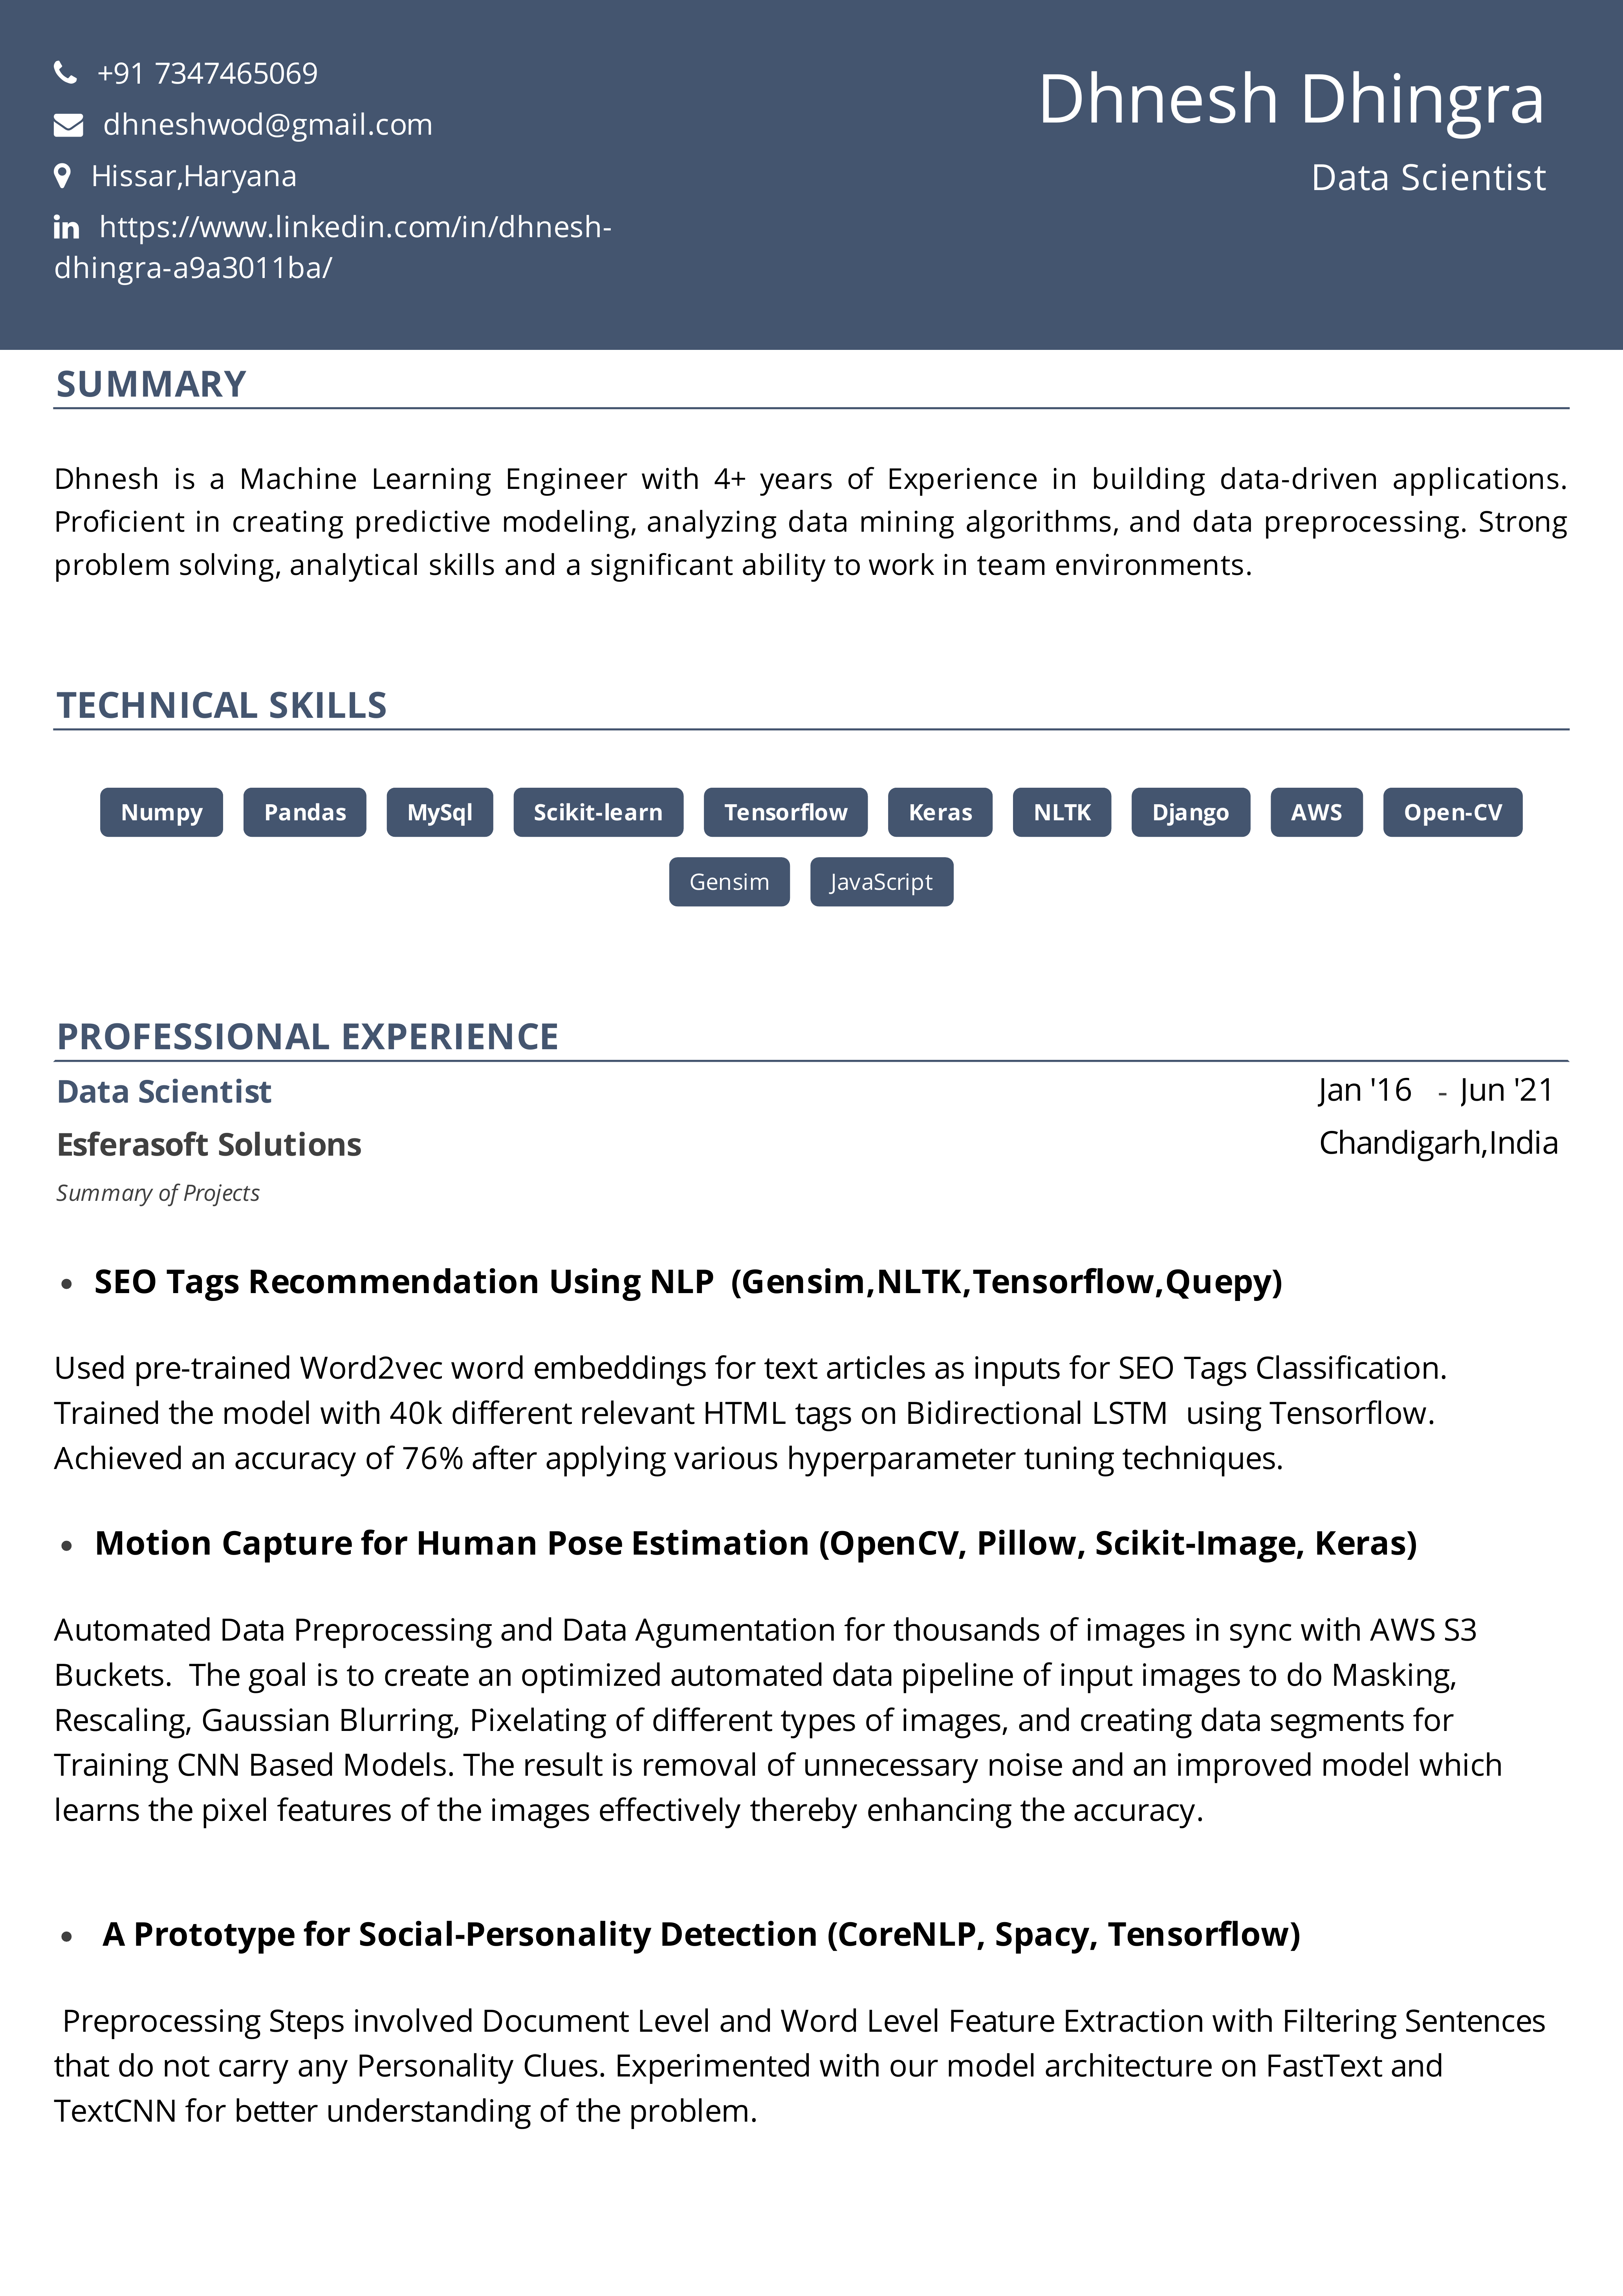 +91 7347465069
dhneshwod@gmail.com
Hissar,Haryana
https://www.linkedin.com/in/dhnesh-
dhingra-a9a3011ba/
Dhnesh Dhingra
Data Scientist
SUMMARY
Dhnesh is a Machine Learning Engineer with 4+ years of Experience in building data-driven applications.
Proficient in creating predictive modeling, analyzing data mining algorithms, and data preprocessing. Strong
problem solving, analytical skills and a significant ability to work in team environments.
TECHNICAL SKILLS
Numpy Pandas MySql Scikit-learn Tensorflow Keras NLTK Django AWS Open-CV
Gensim JavaScript
PROFESSIONAL EXPERIENCE
Data Scientist Jan '16 - Jun '21
Esferasoft Solutions Chandigarh,India
Summary of Projects
• SEO Tags Recommendation Using NLP (Gensim,NLTK,Tensorflow,Quepy)
Used pre-trained Word2vec word embeddings for text articles as inputs for SEO Tags Classification.
Trained the model with 40k different relevant HTML tags on Bidirectional LSTM using Tensorflow.
Achieved an accuracy of 76% after applying various hyperparameter tuning techniques.
• Motion Capture for Human Pose Estimation (OpenCV, Pillow, Scikit-Image, Keras)
Automated Data Preprocessing and Data Agumentation for thousands of images in sync with AWS S3
Buckets. The goal is to create an optimized automated data pipeline of input images to do Masking,
Rescaling, Gaussian Blurring, Pixelating of different types of images, and creating data segments for
Training CNN Based Models. The result is removal of unnecessary noise and an improved model which
learns the pixel features of the images effectively thereby enhancing the accuracy.
• A Prototype for Social-Personality Detection (CoreNLP, Spacy, Tensorflow)
Preprocessing Steps involved Document Level and Word Level Feature Extraction with Filtering Sentences
that do not carry any Personality Clues. Experimented with our model architecture on FastText and
TextCNN for better understanding of the problem.